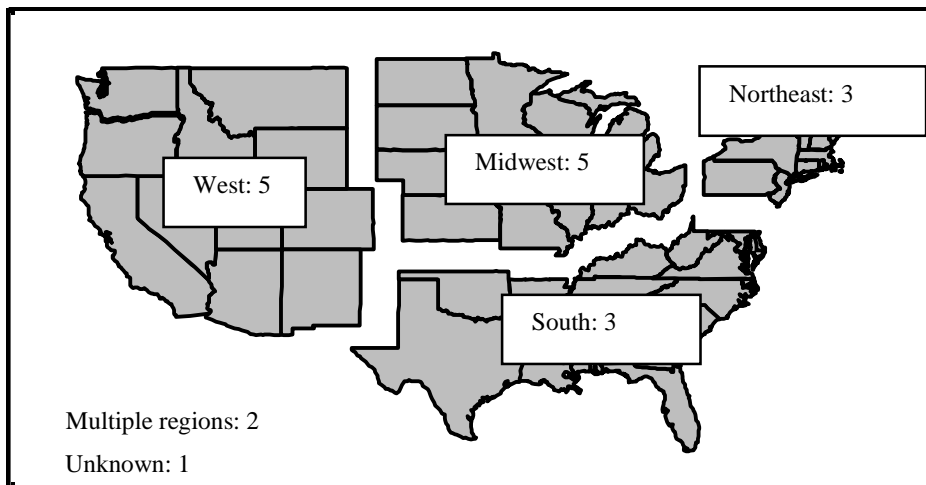 Northeast: 3
Midwest: 5
West: 5
South: 3
Multiple regions: 2
Unknown: 1